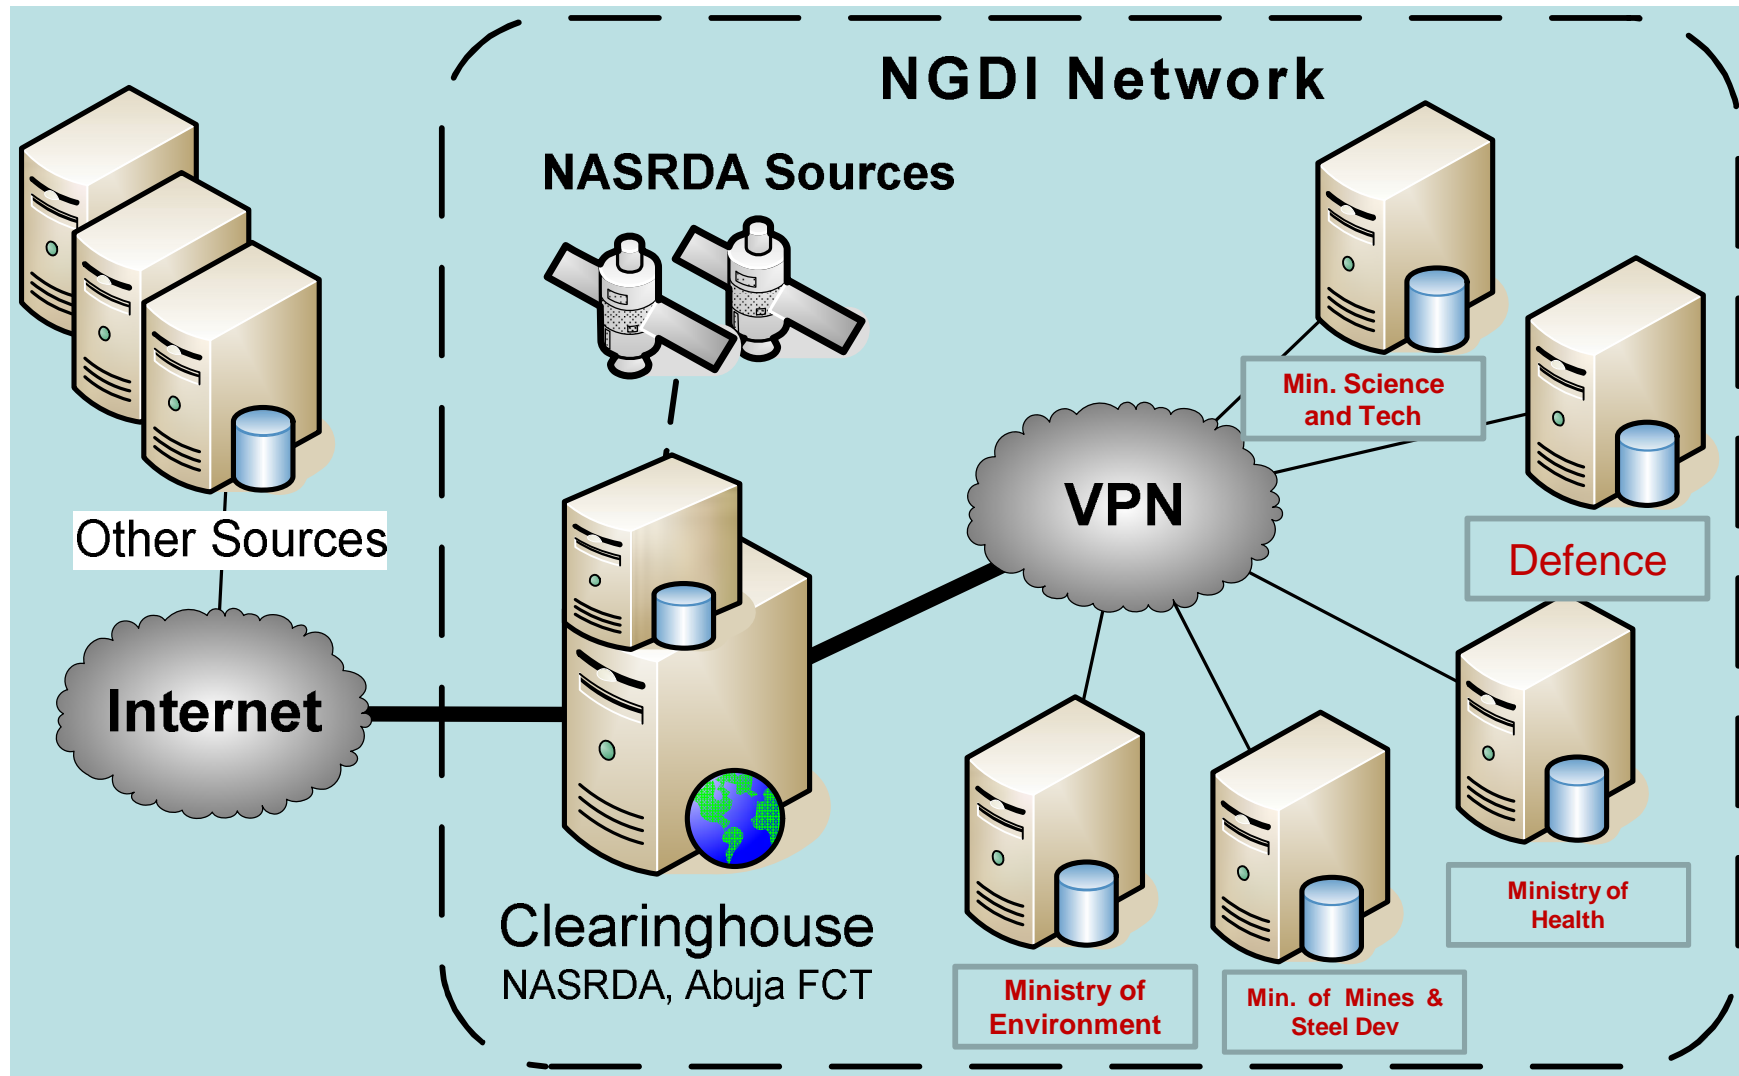 NGDI Network
NASRDA Sources
Min. Science
and Tech
VPN
Other Sources
Defence
Internet
Clearinghouse
NASRDA, Abuja FCT
Ministry of
Health
Ministry of
Environment
Min. of Mines &
Steel Dev